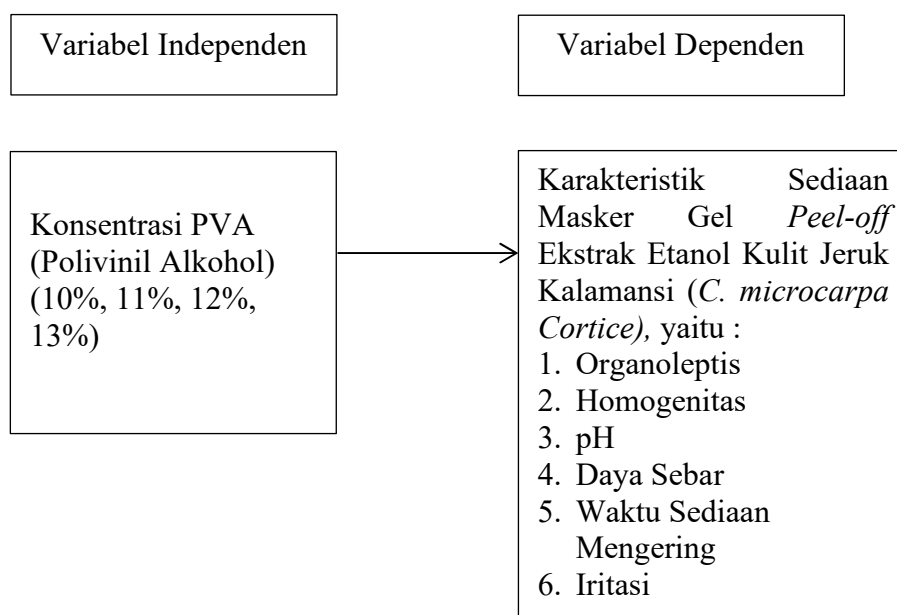 Variabel Independen
Variabel Dependen
Konsentrasi PVA
(Polivinil Alkohol)
(10%, 11%, 12%,
13%)
Karakteristik Sediaan
Masker Gel Peel-off
Ekstrak Etanol Kulit Jeruk
Kalamansi (C. microcarpa
Cortice), yaitu :
1. Organoleptis
2. Homogenitas
3. pH
4. Daya Sebar
5. Waktu Sediaan
Mengering
6. Iritasi